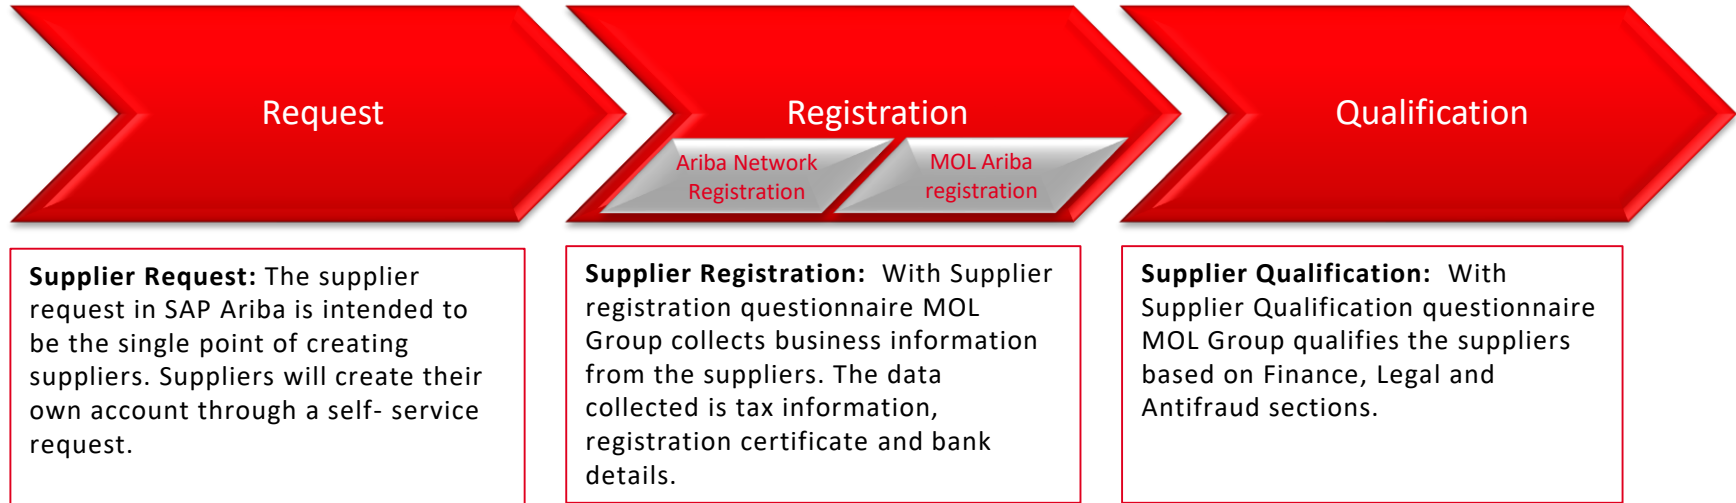 Request
Registration
Ariba Network
Registration
MOL Ariba
registration
Qualification
Supplier Request: The supplier
request in SAP Ariba is intended to
be the single point of creating
suppliers. Suppliers will create their
own account through a self- service
request.
Supplier Registration:  With Supplier
registration questionnaire MOL
Group collects business information
from the suppliers. The data
collected is tax information,
registration certificate and bank
details.
Supplier Qualification:  With
Supplier Qualification questionnaire
MOL Group qualifies the suppliers
based on Finance, Legal and
Antifraud sections.